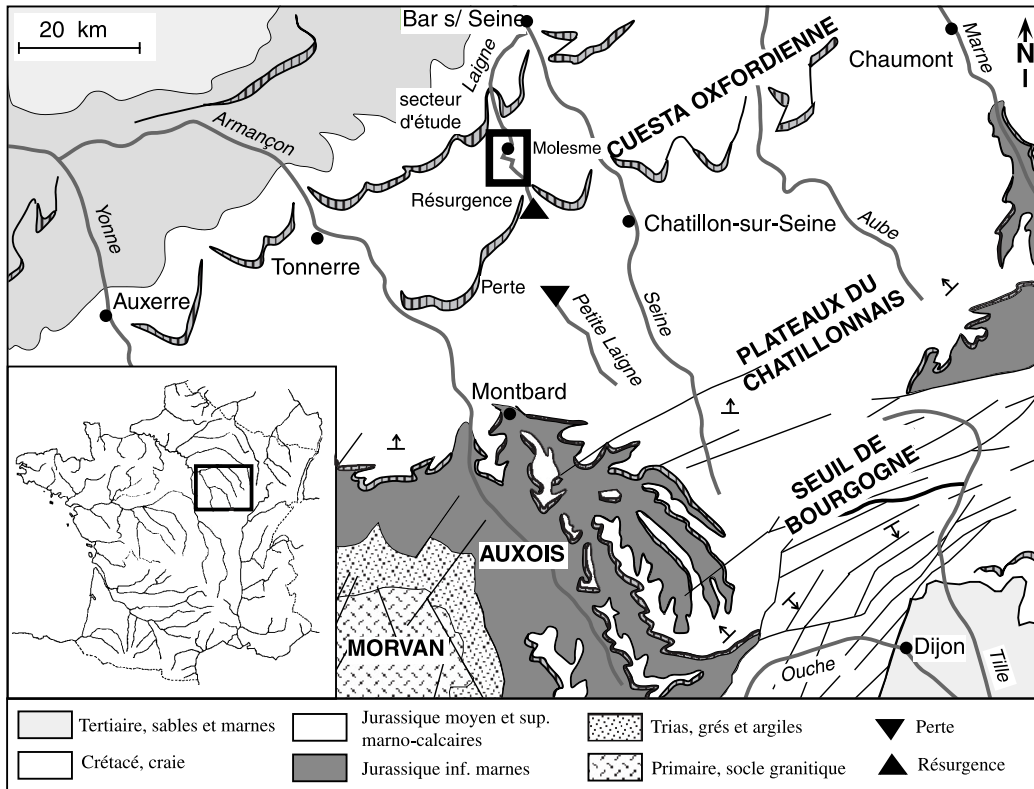 20 km
Bar s/ Seine
Chaumont
Marne
N
Laigne
secteur
d'étude
CUESTA OXFORDIENNE
Armançon
Molesme
Résurgence
Chatillon-sur-Seine
Aube
Yonne
Tonnerre
Auxerre
Perte
Petite Laigne
Seine
PLATEAUX DU
CHATILLONNAIS
Montbard
SEUIL DE
BOURGOGNE
AUXOIS
MORVAN
Ouche
Dijon
Tille
Tertiaire, sables et marnes
Crétacé, craie
Jurassique moyen et sup.
marno-calcaires
Jurassique inf. marnes
Trias, grés et argiles
Primaire, socle granitique
Perte
Résurgence